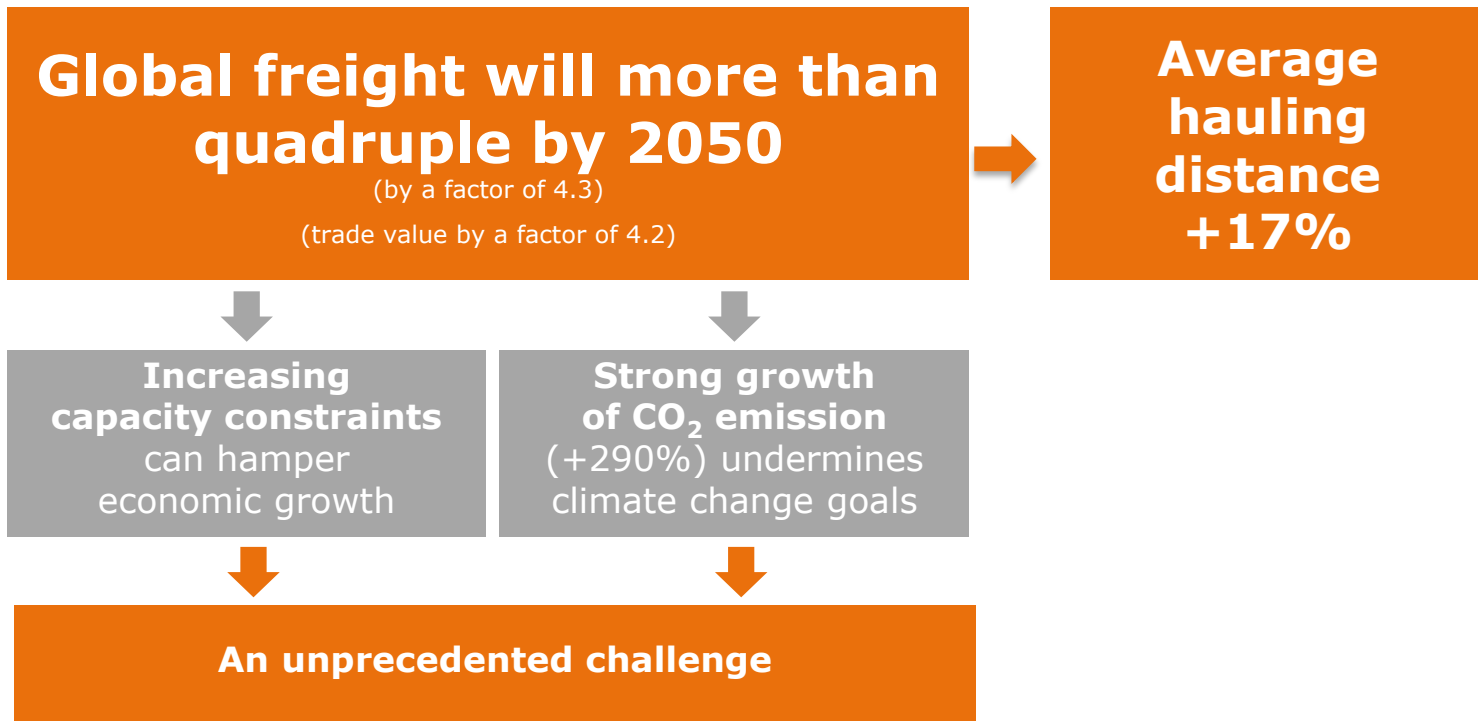 Global freight will more than
quadruple by 2050
(by a factor of 4.3)
(trade value by a factor of 4.2)
Average
hauling
distance
+17%
Increasing
capacity constraints
can hamper
economic growth
Strong growth
of CO₂ emission
(+290%) undermines
climate change goals
An unprecedented challenge